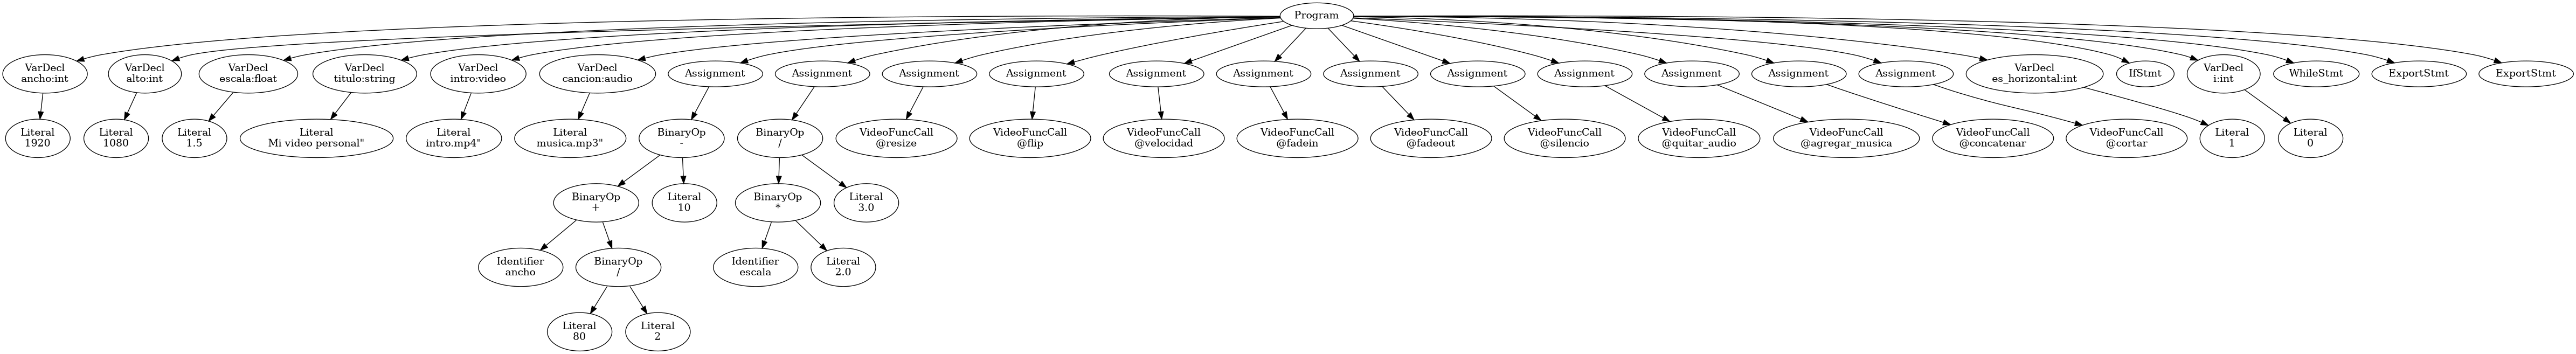 Program
VarDecl
ancho:int
VarDecl
alto:int
VarDecl
escala:float
VarDecl
titulo:string
VarDecl
intro:video
VarDecl
cancion:audio
Assignment
Assignment
Assignment
Assignment
Assignment
Assignment
Assignment
Assignment
Assignment
Assignment
Assignment
Assignment
VarDecl
es_horizontal:int
IfStmt
VarDecl
i:int
WhileStmt
ExportStmt
ExportStmt
Literal
1920
Literal
1080
Literal
1.5
Literal
Mi video personal"
Literal
intro.mp4"
Literal
musica.mp3"
BinaryOp
-
BinaryOp
/
VideoFuncCall
@resize
VideoFuncCall
@flip
VideoFuncCall
@velocidad
VideoFuncCall
@fadein
VideoFuncCall
@fadeout
VideoFuncCall
@silencio
VideoFuncCall
@quitar_audio
VideoFuncCall
@agregar_musica
VideoFuncCall
@concatenar
VideoFuncCall
@cortar
Literal
1
Literal
0
BinaryOp
+
Literal
10
BinaryOp
*
Literal
3.0
Identifier
ancho
BinaryOp
/
Identifier
escala
Literal
2.0
Literal
80
Literal
2